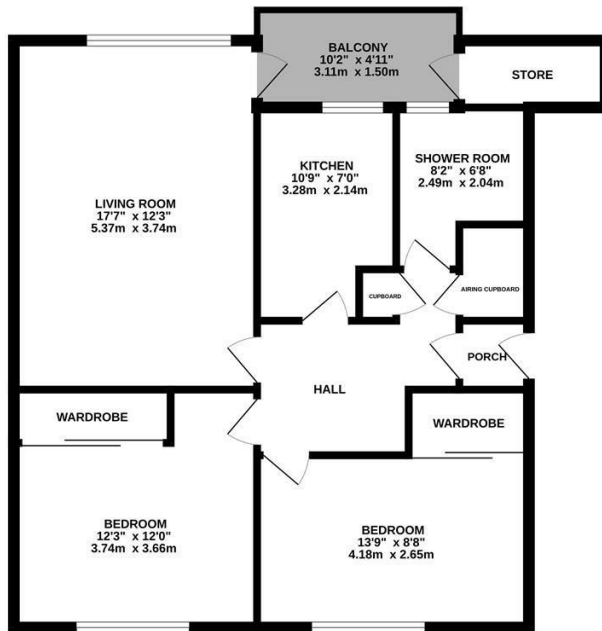 BALCONY
10'2" x 4'11"
3.11m x 1.50m
STORE
KITCHEN
10'9" x 7'0"
3.28m x 2.14m
SHOWER ROOM
8'2" x 6'8"
2.49m x 2.04m
LIVING ROOM
17'7" x 12'3"
5.37m x 3.74m
CUPBOARD
AIRING CUPBOARD
PORCH
HALL
WARDROBE
WARDROBE
BEDROOM
12'3" x 12'0"
3.74m x 3.66m
BEDROOM
13'9" x 8'8"
4.18m x 2.65m